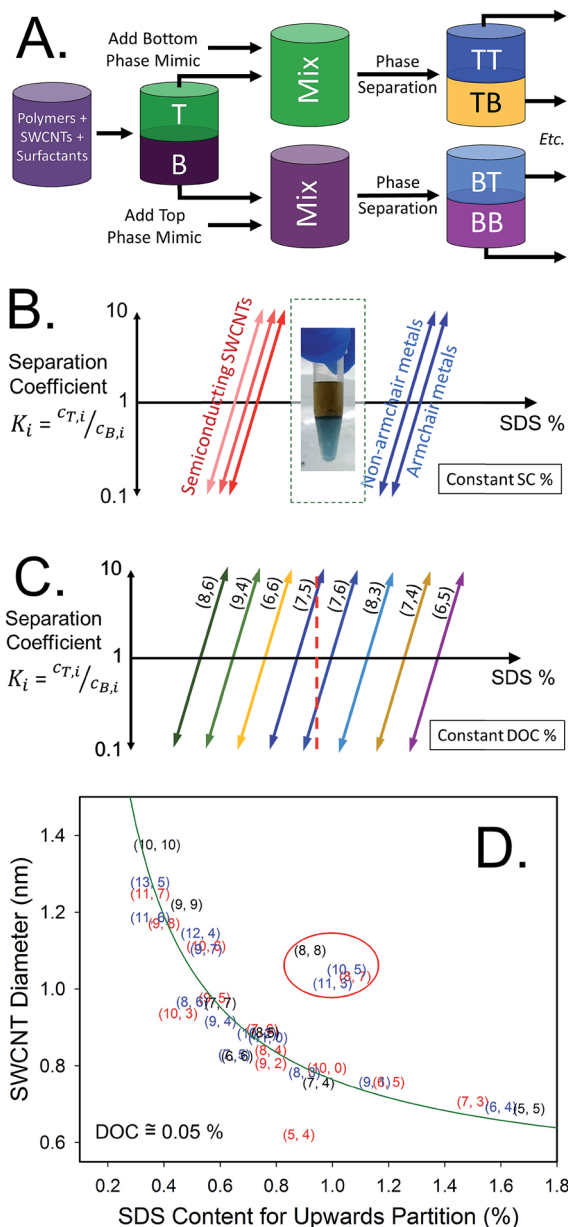 A.
Add Bottom
Phase Mimic
Polymers +
SWCNTs +
Surfactants
T
B
Mix
Phase
Separation
TT
TB
Etc.
Add Top
Phase Mimic
Mix
Phase
Separation
BT
BB
B.
10
1
0.1
Separation
Coefficient
K_i = c_T,i/c_B,i
Semiconducting SWCNTs
Non-armchair metals
Armchair metals
SDS %
Constant SC %
C.
10
1
0.1
Separation
Coefficient
K_i = c_T,i/c_B,i
(8,6)
(9,4)
(6,6)
(7,5)
(7,6)
(8,3)
(7,4)
(6,5)
SDS %
Constant DOC %
D.
SWCNT Diameter (nm)
1.4
1.2
1.0
0.8
0.6
(10, 10)
(13, 5)
(11, 7)
(9, 9)
(11, 6)
(9, 8)
(12, 4)
(9, 7)
(8, 8)
(10, 5)
(8, 7)
(11, 3)
(9, 5)
(8, 6)
(7, 7)
(10, 3)
(9, 4)
(8, 4)
(6, 6)
(9, 2)
(10, 0)
(7, 4)
(6, 5)
(7, 3)
(6, 4)
(5, 5)
(5, 4)
DOC ≅ 0.05 %
0.2
0.4
0.6
0.8
1.0
1.2
1.4
1.6
1.8
SDS Content for Upwards Partition (%)